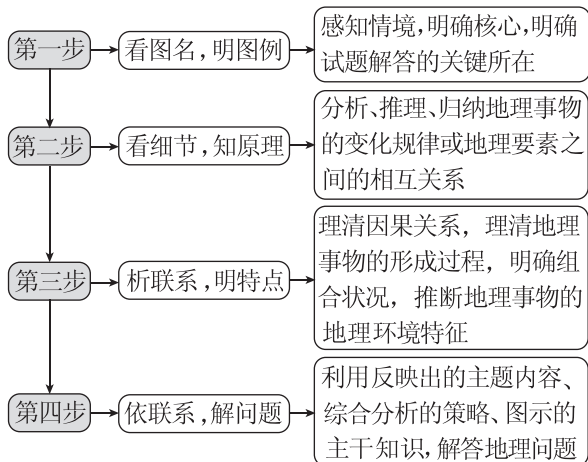 第一步
看图名,明图例
感知情境,明确核心,明确
试题解答的关键所在
第二步
看细节,知原理
分析、推理、归纳地理事物
的变化规律或地理要素之
间的相互关系
第三步
析联系,明特点
理清因果关系，理清地理
事物的形成过程，明确组
合状况，推断地理事物的
地理环境特征
第四步
依联系,解问题
利用反映出的主题内容、
综合分析的策略、图示的
主干知识,解答地理问题